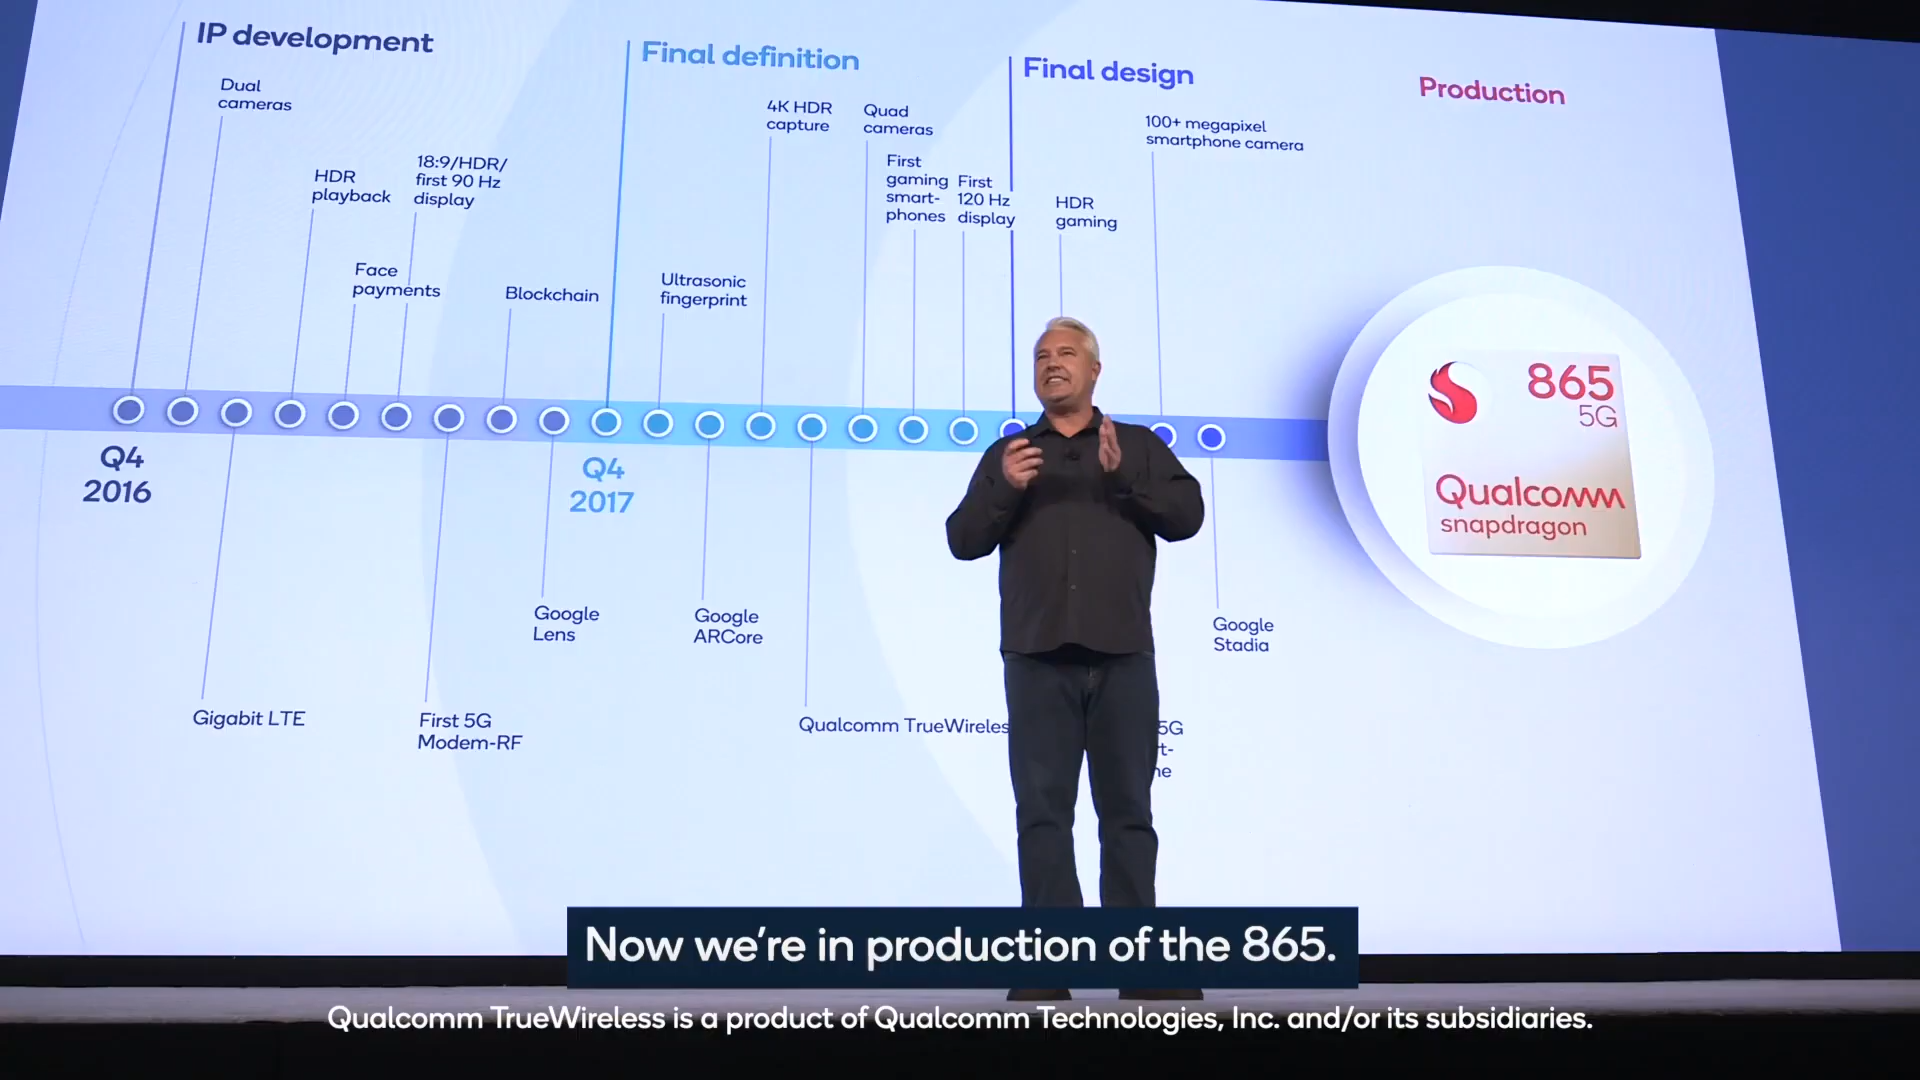 IP development
Final definition
Final design
Production
Dual
cameras
HDR
playback
18:9/HDR/
first 90 Hz
display
Face
payments
Blockchain
Ultrasonic
fingerprint
4K HDR
capture
Quad
cameras
First
gaming
smart-
phones
First
120 Hz
display
HDR
gaming
100+ megapixel
smartphone camera
Q4
2016
Q4
2017
865
5G
Qualcomm
snapdragon
Gigabit LTE
First 5G
Modem-RF
Google
Lens
Google
ARCore
Qualcomm TrueWireles
5G
t-
ne
Google
Stadia
Now we're in production of the 865.
Qualcomm TrueWireless is a product of Qualcomm Technologies, Inc. and/or its subsidiaries.